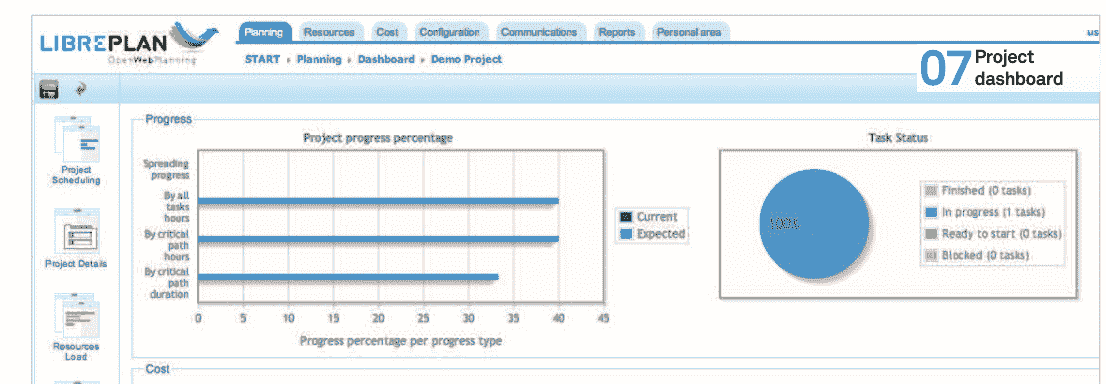 LIBREPLAN
OpenWebPlanning
Planning Resources Cost Configuration Communications Reports Personal area
us
START Planning Dashboard Demo Project
07 Project
dashboard
Project
Scheduling
Project Details
Resources
Load
Progress
Project progress percentage
Spreading
progress
By all
tasks
hours
By critical
path
hours
By critical
path
duration
0 5 10 15 20 25 30 35 40 45
Progress percentage per progress type
Current
Expected
Task Status
100%
Finished (0 tasks)
In progress (1 tasks)
Ready to start (0 tasks)
Blocked (0 tasks)
Cost